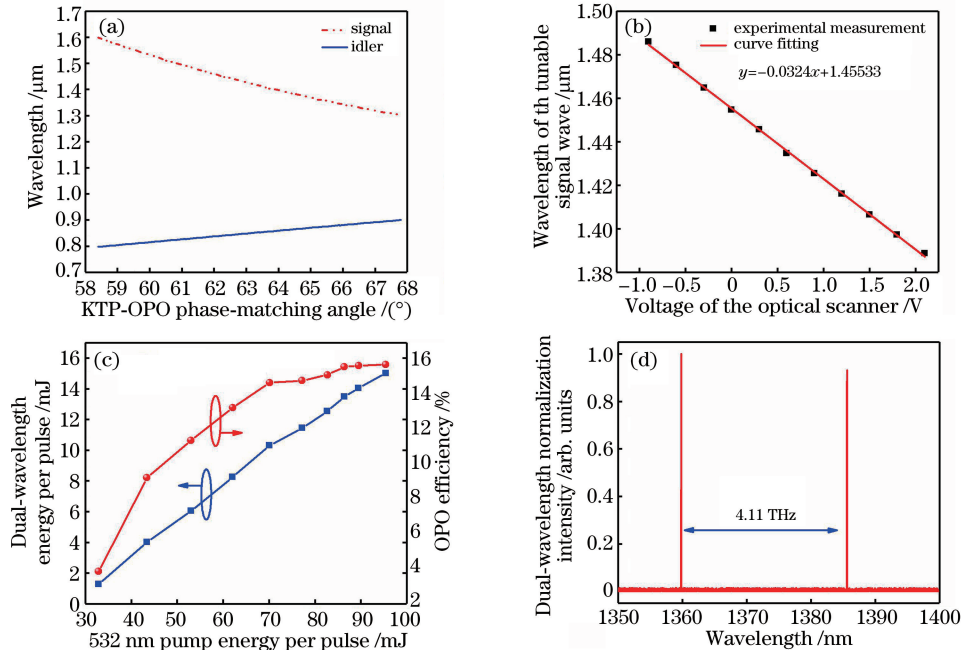 (a)
signal
idler
1.7
1.6
1.5
1.4
1.3
1.2
1.1
1.0
0.9
0.8
0.7
Wavelength /μm
58 59 60 61 62 63 64 65 66 67 68
KTP-OPO phase-matching angle /(°)
(b)
experimental measurement
curve fitting
y=−0.0324x+1.45533
1.50
1.48
1.46
1.44
1.42
1.40
1.38
Wavelength of th tunable
signal wave /μm
−1.0 −0.5 0 0.5 1.0 1.5 2.0
Voltage of the optical scanner /V
(c)
16
14
12
10
8
6
4
2
0
Dual-wavelength
energy per pulse /mJ
16
14
12
10
8
6
4
2
OPO efficiency /%
30 40 50 60 70 80 90 100
532 nm pump energy per pulse /mJ
(d)
4.11 THz
1.0
0.8
0.6
0.4
0.2
0
Dual-wavelength normalization
intensity /arb. units
1350 1360 1370 1380 1390 1400
Wavelength /nm